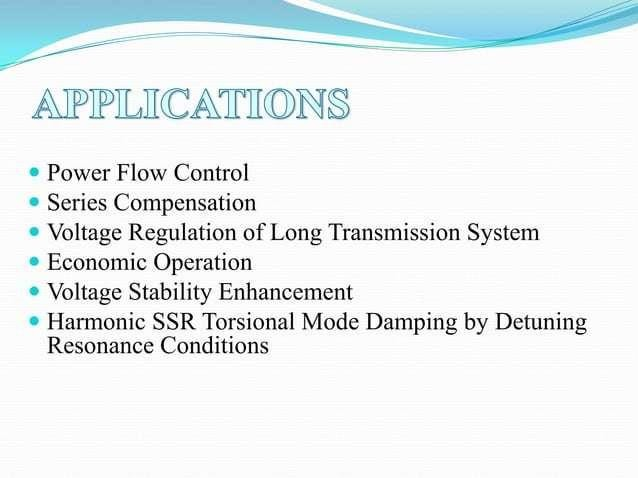 APPLICATIONS
• Power Flow Control
• Series Compensation
• Voltage Regulation of Long Transmission System
• Economic Operation
• Voltage Stability Enhancement
• Harmonic SSR Torsional Mode Damping by Detuning
Resonance Conditions